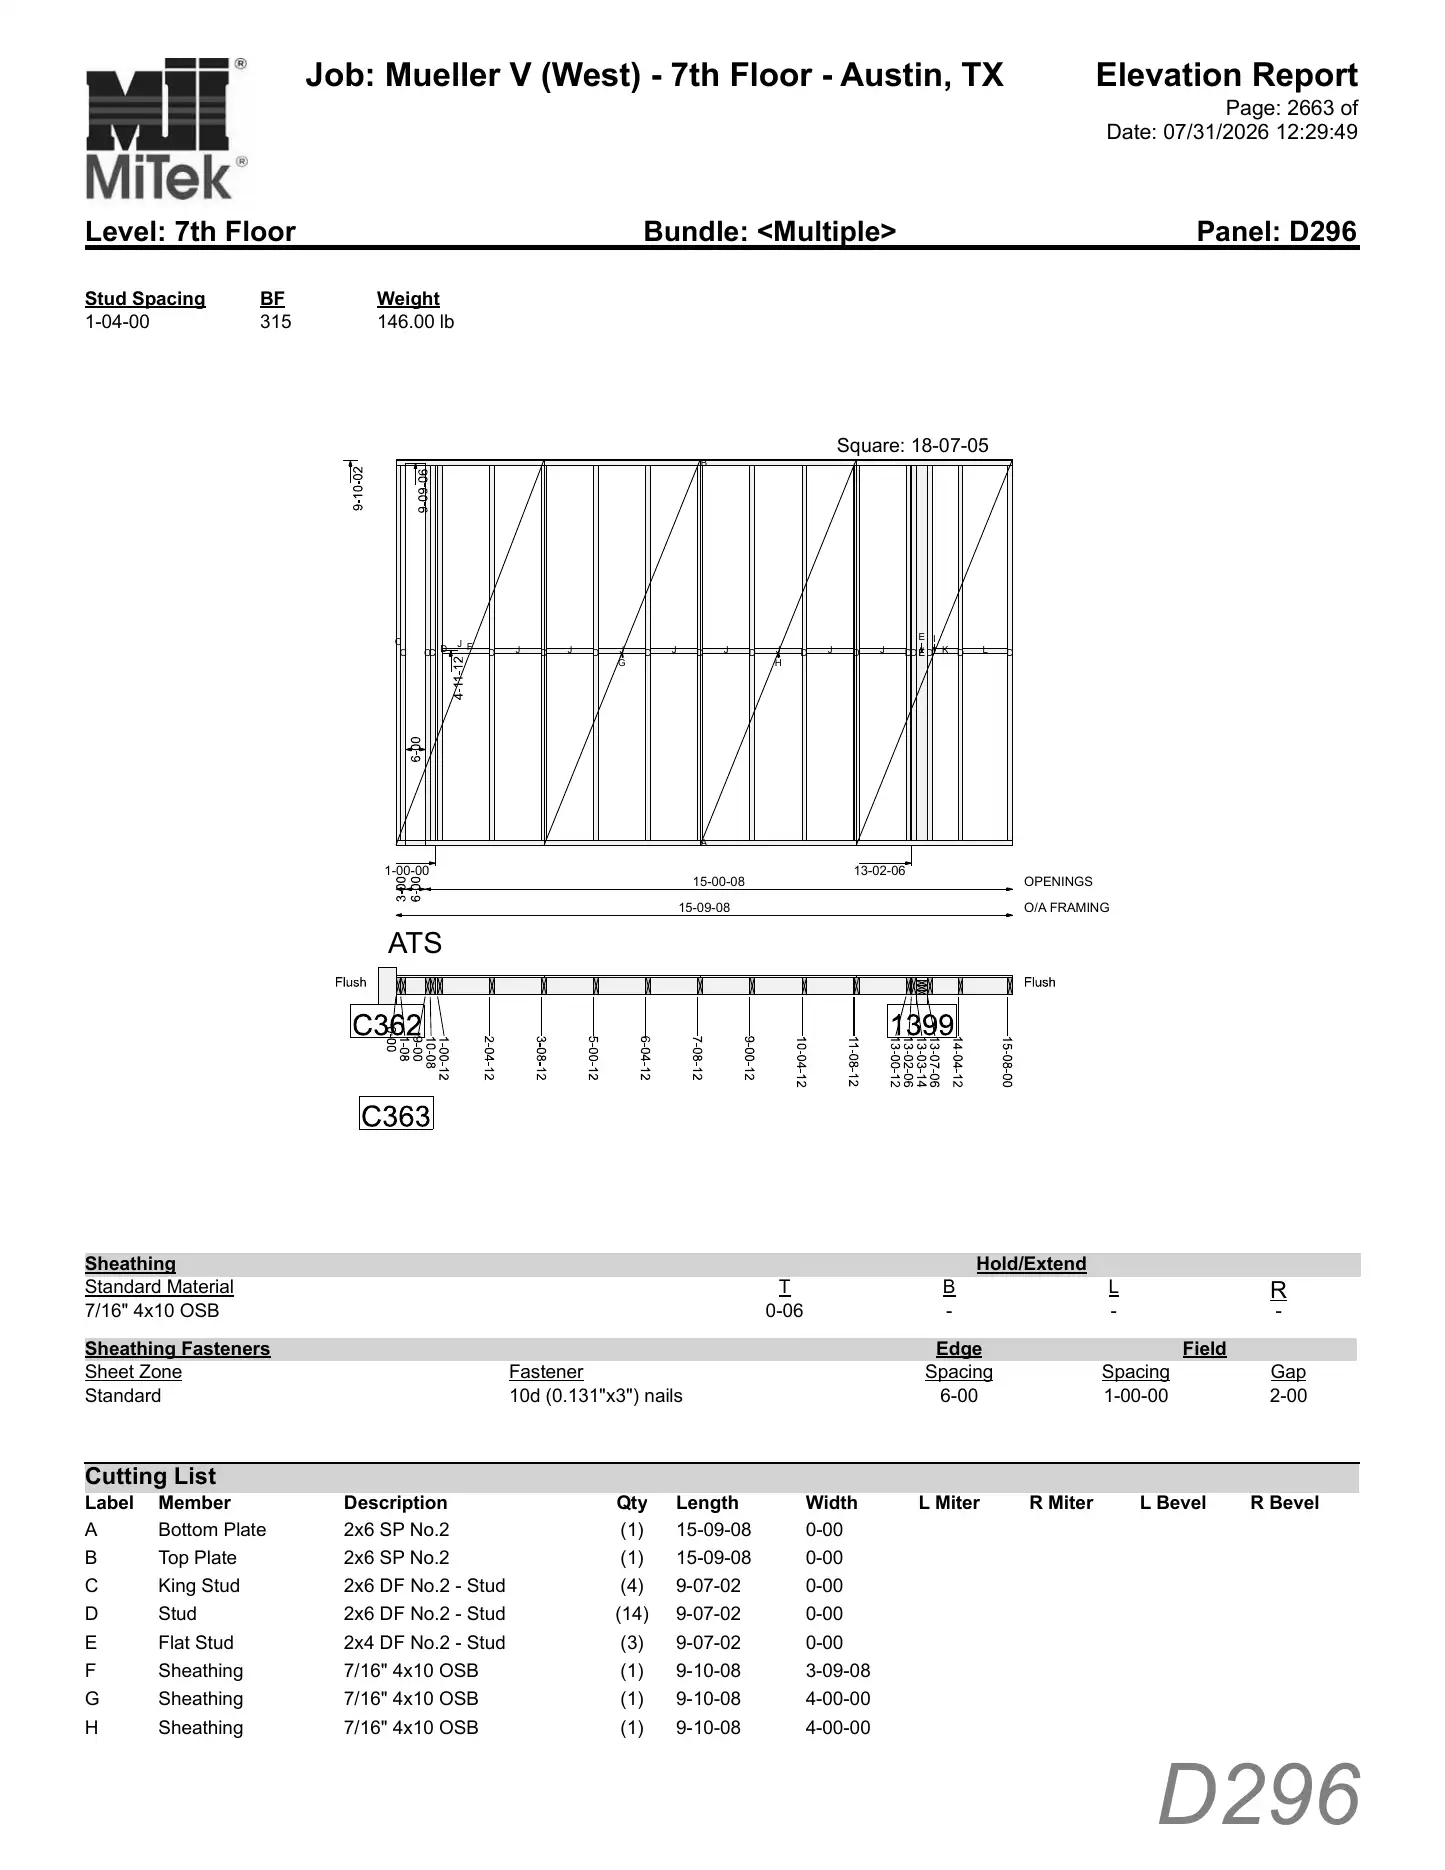 MiTek®
Job: Mueller V (West) - 7th Floor - Austin, TX
Elevation Report
Page: 2663 of
Date: 07/31/2026 12:29:49
Level: 7th Floor Bundle: <Multiple> Panel: D296
Stud Spacing BF Weight
1-04-00 315 146.00 lb
Square: 18-07-05
9-10-02
9-09-06
B
C
D
J
F
J
J
J
G
J
J
J
H
J
J
E
I
E
K
L
4-11-12
6-00
A
1-00-00
13-02-06
3-00
6-00
15-00-08
OPENINGS
15-09-08
O/A FRAMING
ATS
Flush
Flush
C362
1399
0-00
1-08
9-00
10-08
1-00-12
2-04-12
3-08-12
5-00-12
6-04-12
7-08-12
9-00-12
10-04-12
11-08-12
13-00-12
13-02-06
13-03-14
13-07-06
14-04-12
15-08-00
C363
Sheathing Hold/Extend
Standard Material T B L R
7/16" 4x10 OSB 0-06 - - -
Sheathing Fasteners Edge Field
Sheet Zone Fastener Spacing Spacing Gap
Standard 10d (0.131"x3") nails 6-00 1-00-00 2-00
Cutting List
Label Member Description Qty Length Width L Miter R Miter L Bevel R Bevel
A Bottom Plate 2x6 SP No.2 (1) 15-09-08 0-00
B Top Plate 2x6 SP No.2 (1) 15-09-08 0-00
C King Stud 2x6 DF No.2 - Stud (4) 9-07-02 0-00
D Stud 2x6 DF No.2 - Stud (14) 9-07-02 0-00
E Flat Stud 2x4 DF No.2 - Stud (3) 9-07-02 0-00
F Sheathing 7/16" 4x10 OSB (1) 9-10-08 3-09-08
G Sheathing 7/16" 4x10 OSB (1) 9-10-08 4-00-00
H Sheathing 7/16" 4x10 OSB (1) 9-10-08 4-00-00
D296